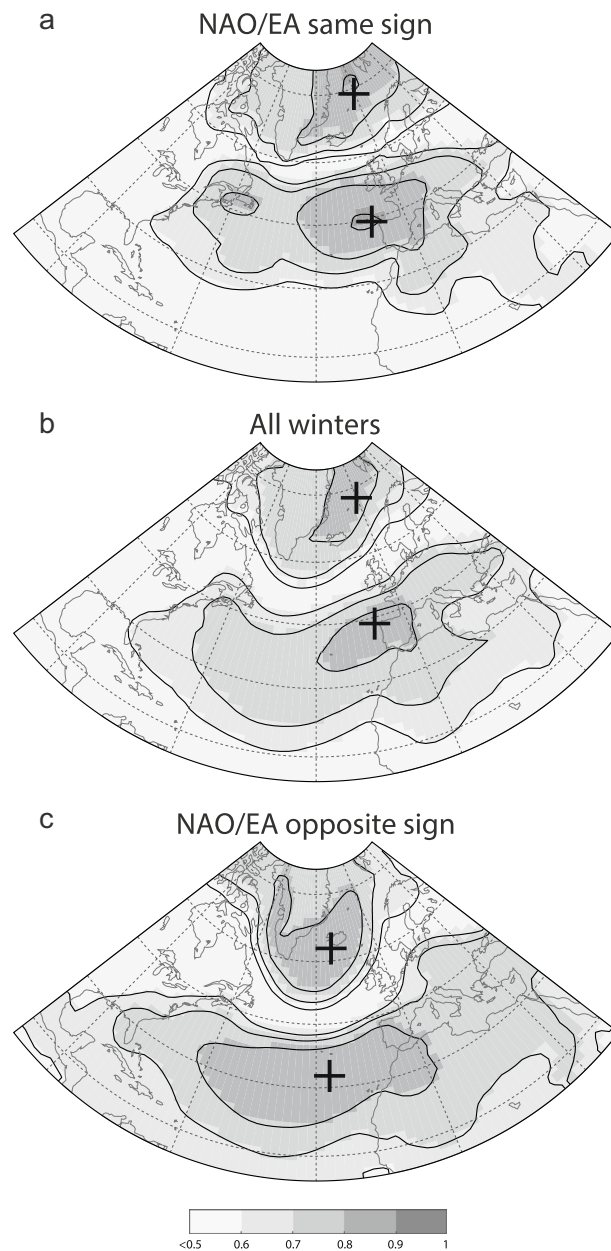 a
NAO/EA same sign
b
All winters
c
NAO/EA opposite sign
<0.5 0.6 0.7 0.8 0.9 1